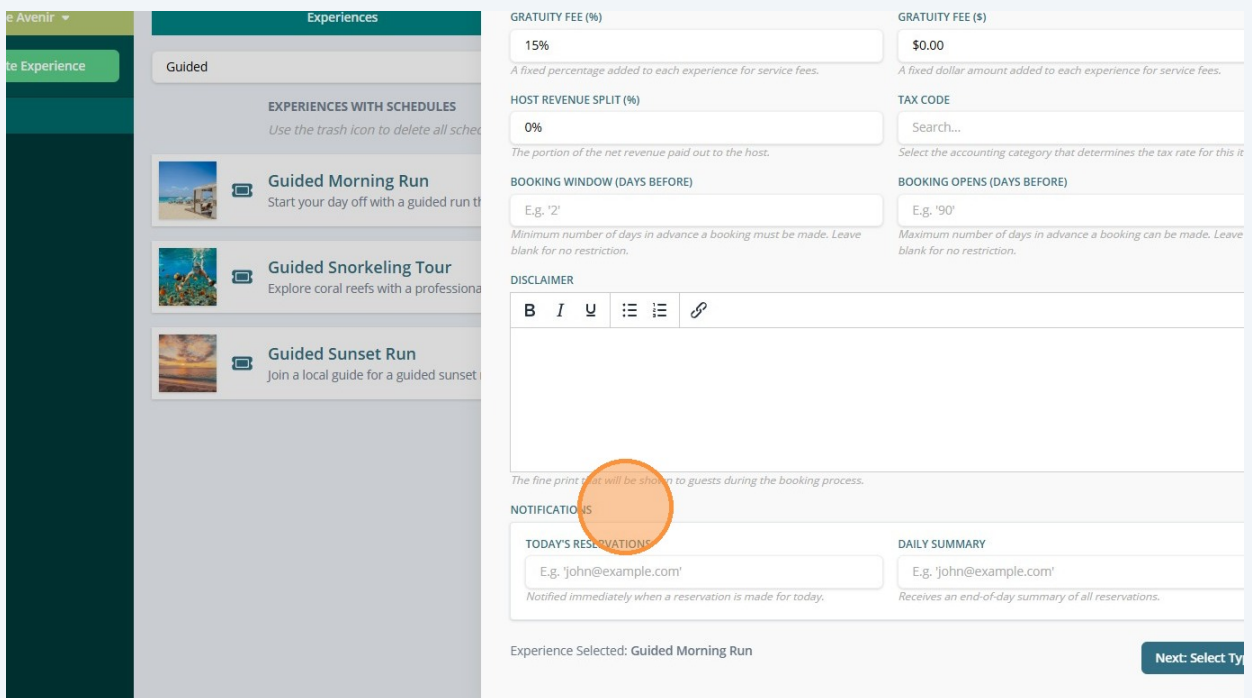 e Avenir
te Experience
Experiences
Guided
EXPERIENCES WITH SCHEDULES
Use the trash icon to delete all sched
Guided Morning Run
Start your day off with a guided run th
Guided Snorkeling Tour
Explore coral reefs with a professiona
Guided Sunset Run
Join a local guide for a guided sunset
GRATUITY FEE (%)
15%
A fixed percentage added to each experience for service fees.
GRATUITY FEE ($)
$0.00
A fixed dollar amount added to each experience for service fees.
HOST REVENUE SPLIT (%)
0%
The portion of the net revenue paid out to the host.
TAX CODE
Search...
Select the accounting category that determines the tax rate for this it
BOOKING WINDOW (DAYS BEFORE)
E.g. '2'
Minimum number of days in advance a booking must be made. Leave
blank for no restriction.
BOOKING OPENS (DAYS BEFORE)
E.g. '90'
Maximum number of days in advance a booking can be made. Leave
blank for no restriction.
DISCLAIMER
B I U
The fine print that will be shown to guests during the booking process.
NOTIFICATIONS
TODAY'S RESERVATIONS
E.g. 'john@example.com'
Notified immediately when a reservation is made for today.
DAILY SUMMARY
E.g. 'john@example.com'
Receives an end-of-day summary of all reservations.
Experience Selected: Guided Morning Run
Next: Select Typ